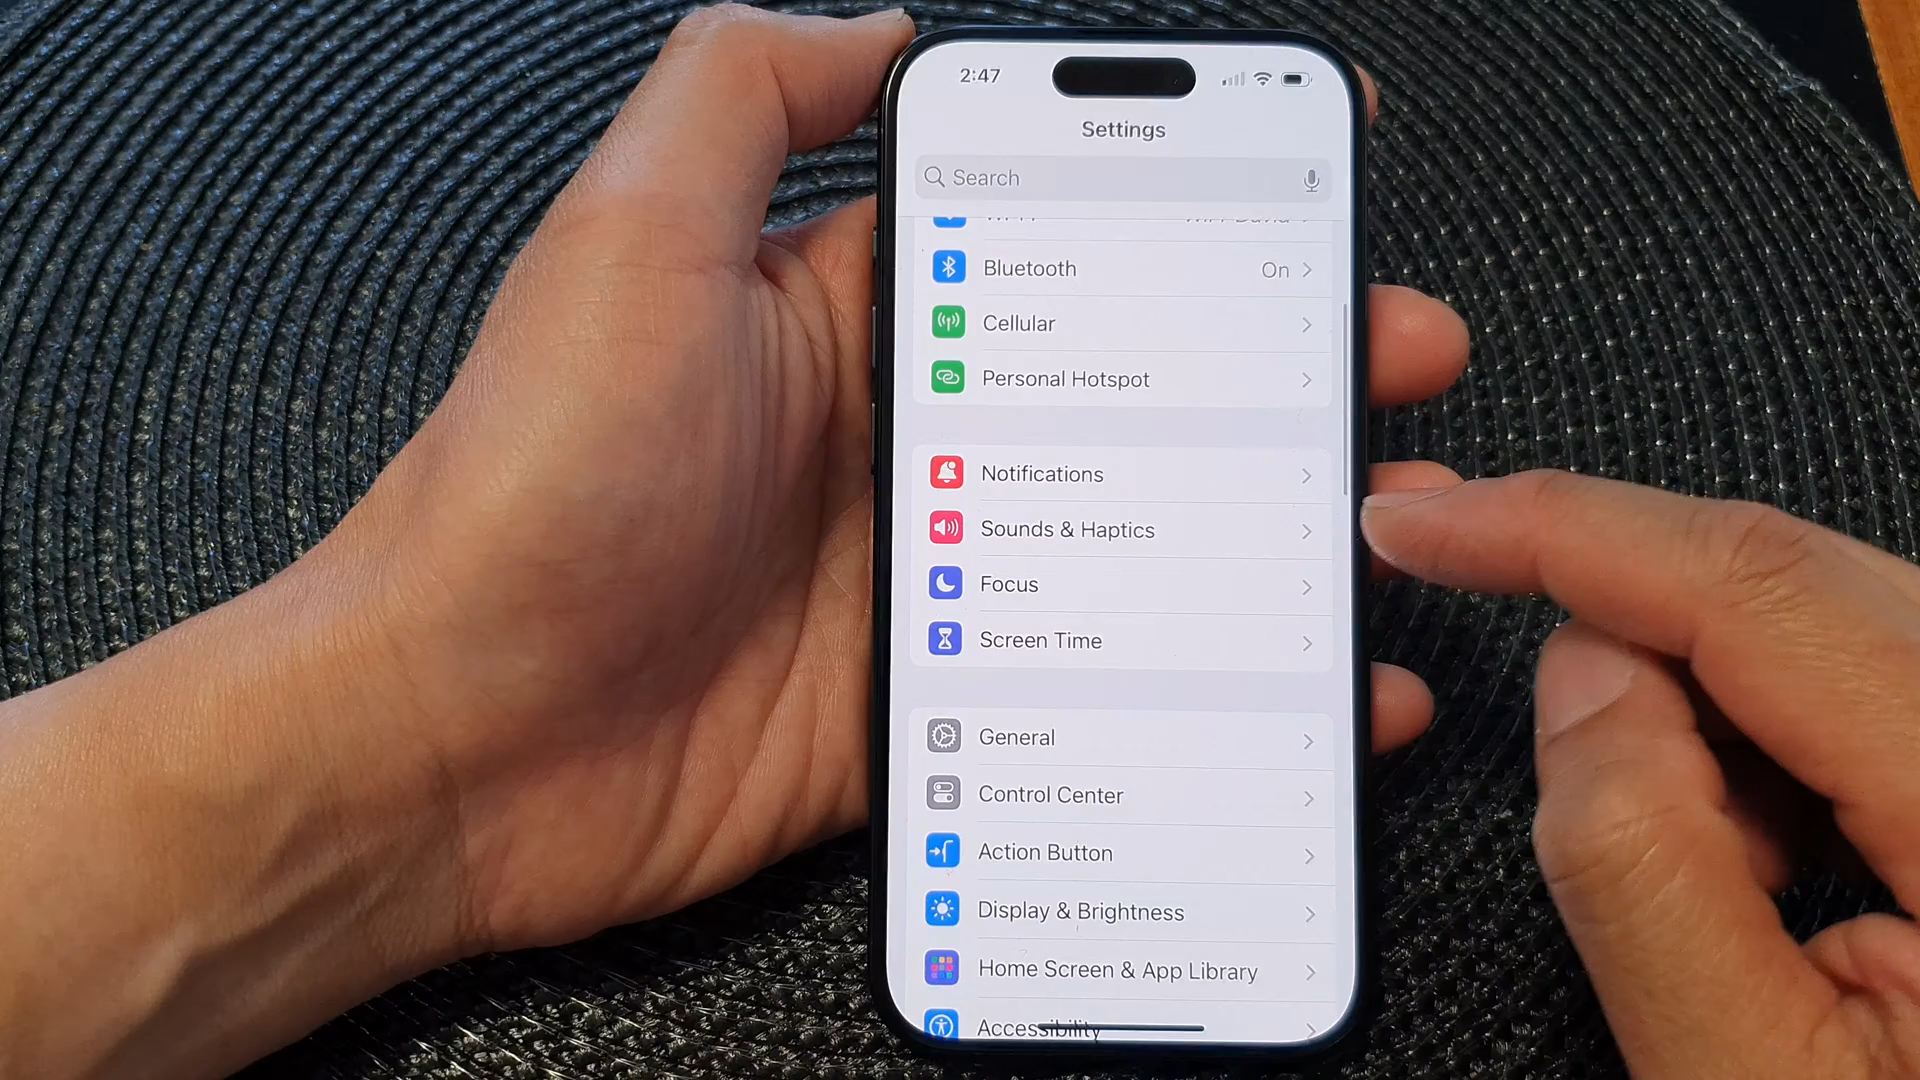 2:47
Settings
Search
Bluetooth On
Cellular
Personal Hotspot
Notifications
Sounds & Haptics
Focus
Screen Time
General
Control Center
Action Button
Display & Brightness
Home Screen & App Library
Accessibility